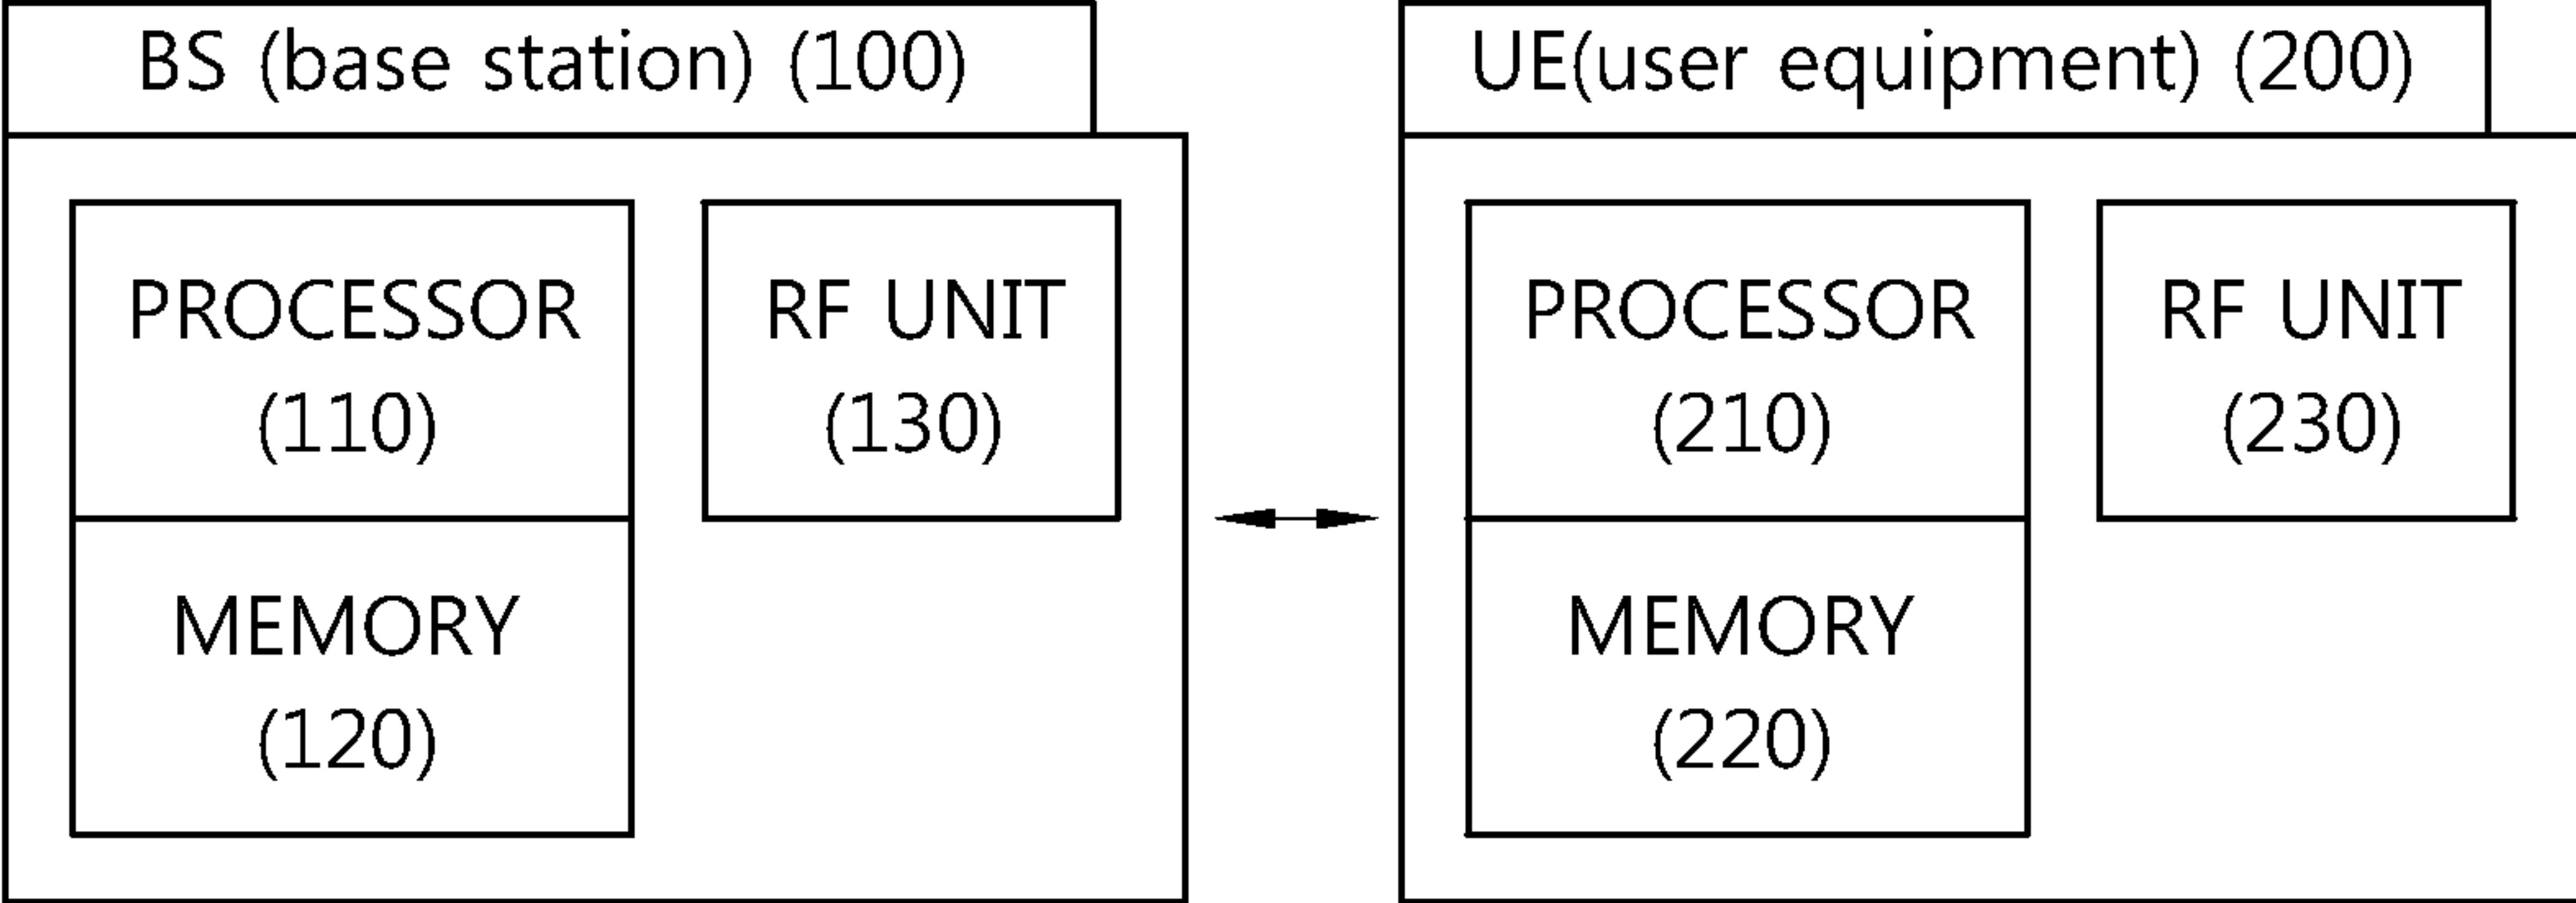 BS (base station) (100)
PROCESSOR
(110)
RF UNIT
(130)
MEMORY
(120)
UE(user equipment) (200)
PROCESSOR
(210)
RF UNIT
(230)
MEMORY
(220)